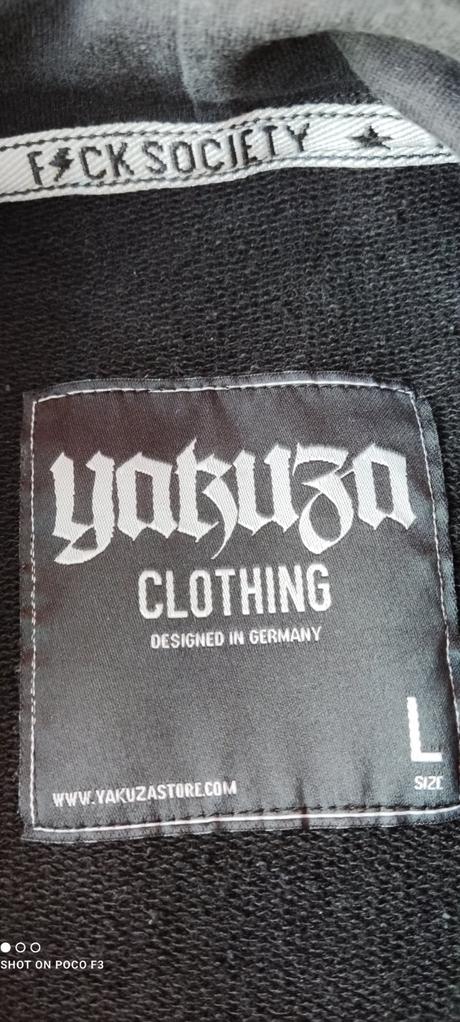 F⚡CK SOCIETY ★
yakuza
CLOTHING
DESIGNED IN GERMANY
L
SIZE
WWW.YAKUZASTORE.COM
SHOT ON POCO F3